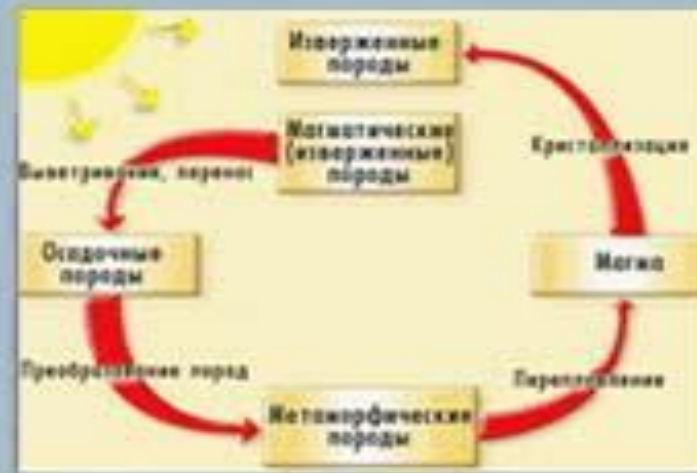 Изверженные
породы
Магматические
(изверженные)
породы
Кристаллизация
Выветривание, перенос
Осадочные
породы
Магма
Преобразование пород
Переплавление
Метаморфические
породы